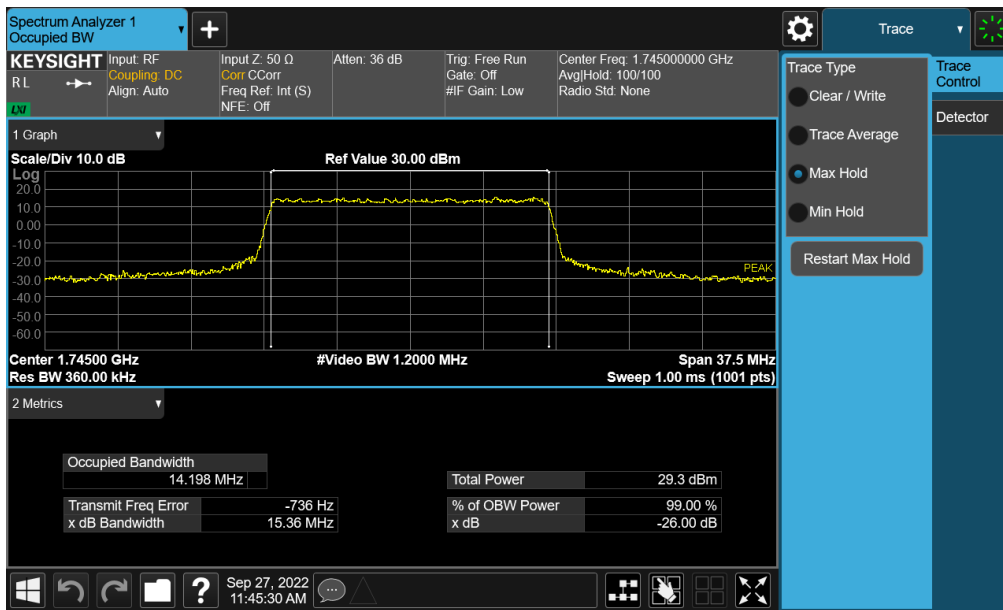 Spectrum Analyzer 1
Occupied BW
+
Trace
KEYSIGHT
R L
LXI
Input: RF
Coupling: DC
Align: Auto
Input Z: 50 Ω
Corr CCorr
Freq Ref: Int (S)
NFE: Off
Atten: 36 dB
Trig: Free Run
Gate: Off
#IF Gain: Low
Center Freq: 1.745000000 GHz
Avg|Hold: 100/100
Radio Std: None
Trace Type
Clear / Write
Trace Average
Max Hold
Min Hold
Restart Max Hold
Trace
Control
Detector
1 Graph
Scale/Div 10.0 dB
Ref Value 30.00 dBm
Log
20.0
10.0
0.00
-10.0
-20.0
-30.0
-40.0
-50.0
-60.0
PEAK
Center 1.74500 GHz
#Video BW 1.2000 MHz
Span 37.5 MHz
Res BW 360.00 kHz
Sweep 1.00 ms (1001 pts)
2 Metrics
Occupied Bandwidth
14.198 MHz
Total Power 29.3 dBm
Transmit Freq Error -736 Hz
% of OBW Power 99.00 %
x dB Bandwidth 15.36 MHz
x dB -26.00 dB
?
Sep 27, 2022
11:45:30 AM